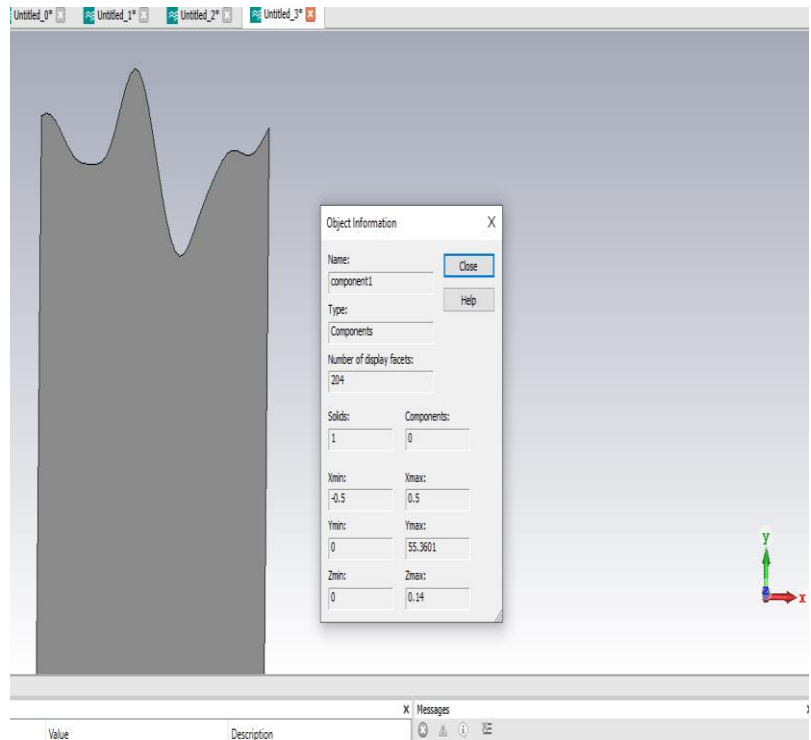 Untitled_0* Untitled_1* Untitled_2* Untitled_3*
Object Information X
Name:
component1
Close
Help
Type:
Components
Number of display facets:
204
Solids: Components:
1 0
Xmin: Xmax:
-0.5 0.5
Ymin: Ymax:
0 55.3601
Zmin: Zmax:
0 0.14
y
z
x
X Messages
Value Description